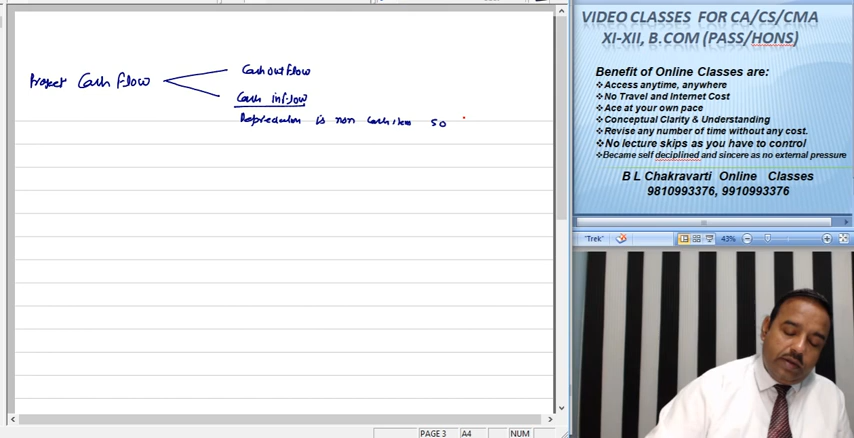 Project Cash Flow
Cash out flow
Cash inflow
Depreciation is non cash item so
VIDEO CLASSES FOR CA/CS/CMA
XI-XII, B.COM (PASS/HONS)
Benefit of Online Classes are:
❖Access anytime, anywhere
❖No Travel and Internet Cost
❖Ace at your own pace
❖Conceptual Clarity & Understanding
❖Revise any number of time without any cost.
❖No lecture skips as you have to control
❖Became self deciplined and sincere as no external pressure
B L Chakravarti Online Classes
9810993376, 9910993376
"Trek"
43%
PAGE 3 A4 NUM